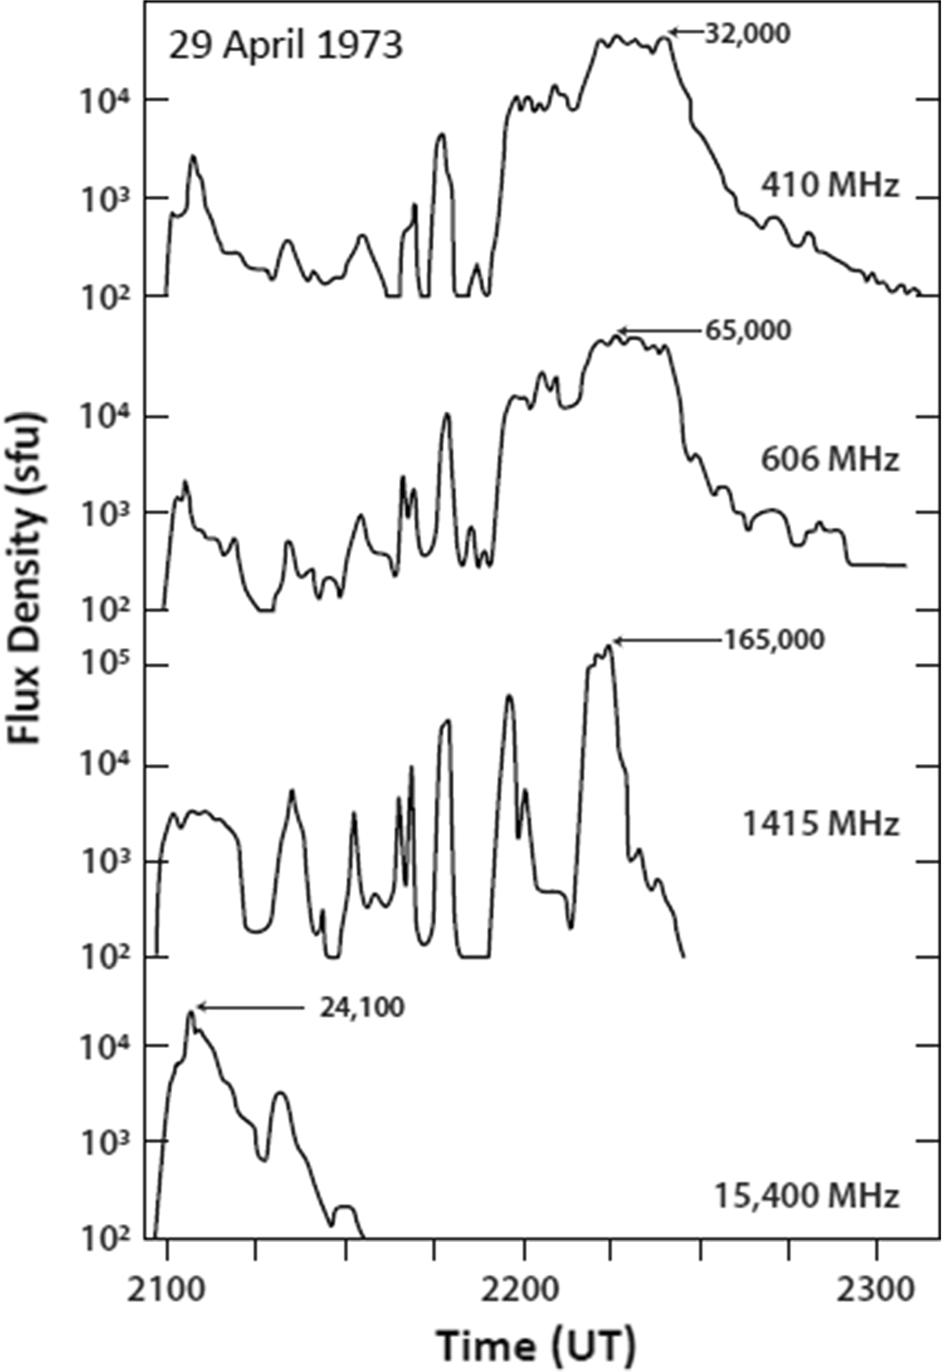 29 April 1973
32,000
10⁴
10³
410 MHz
10²
65,000
10⁴
606 MHz
10³
10²
165,000
10⁵
10⁴
1415 MHz
10³
10²
24,100
10⁴
10³
15,400 MHz
10²
2100 2200 2300
Time (UT)
Flux Density (sfu)